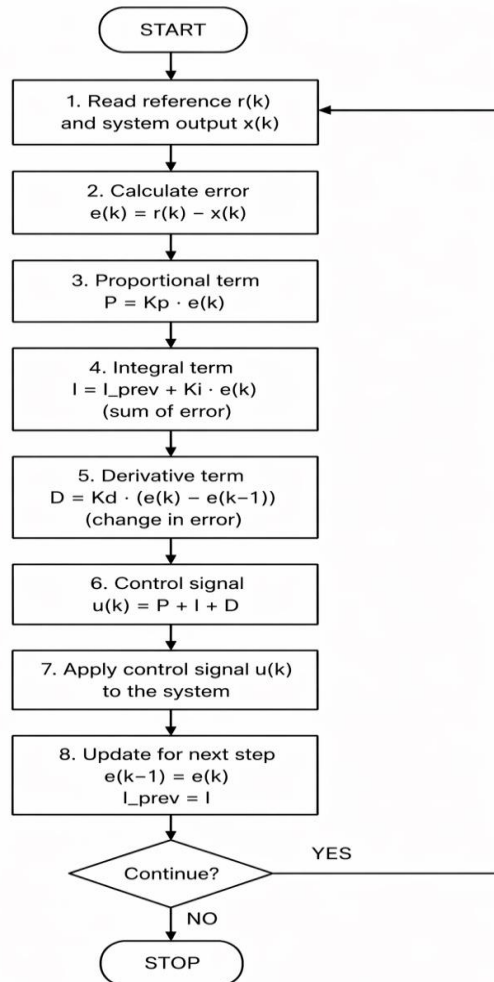 START
1. Read reference r(k)
and system output x(k)
2. Calculate error
e(k) = r(k) − x(k)
3. Proportional term
P = Kp · e(k)
4. Integral term
I = I_prev + Ki · e(k)
(sum of error)
5. Derivative term
D = Kd · (e(k) − e(k−1))
(change in error)
6. Control signal
u(k) = P + I + D
7. Apply control signal u(k)
to the system
8. Update for next step
e(k−1) = e(k)
I_prev = I
Continue?
YES
NO
STOP